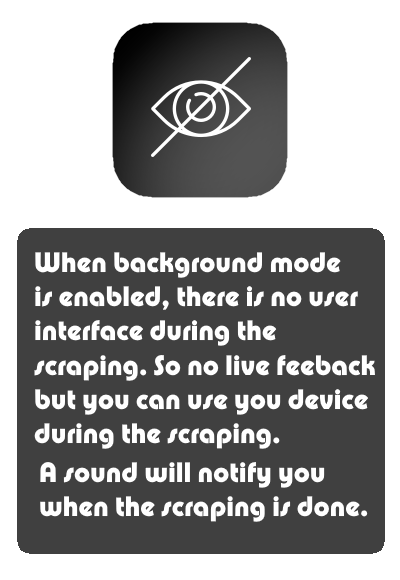 When background mode
is enabled, there is no user
interface during the
scraping. So no live feeback
but you can use you device
during the scraping.
A sound will notify you
when the scraping is done.